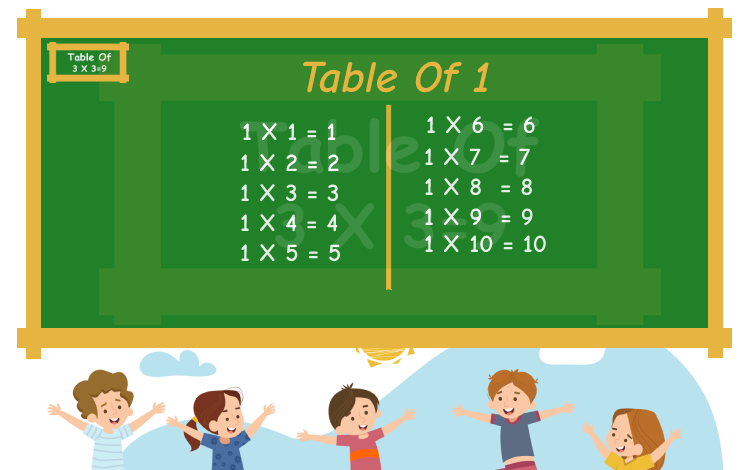 Table Of
3 X 3=9
Table Of 1
1 X 1 = 1
1 X 2 = 2
1 X 3 = 3
1 X 4 = 4
1 X 5 = 5
1 X 6 = 6
1 X 7 = 7
1 X 8 = 8
1 X 9 = 9
1 X 10 = 10
Table Of
3 X 3=9